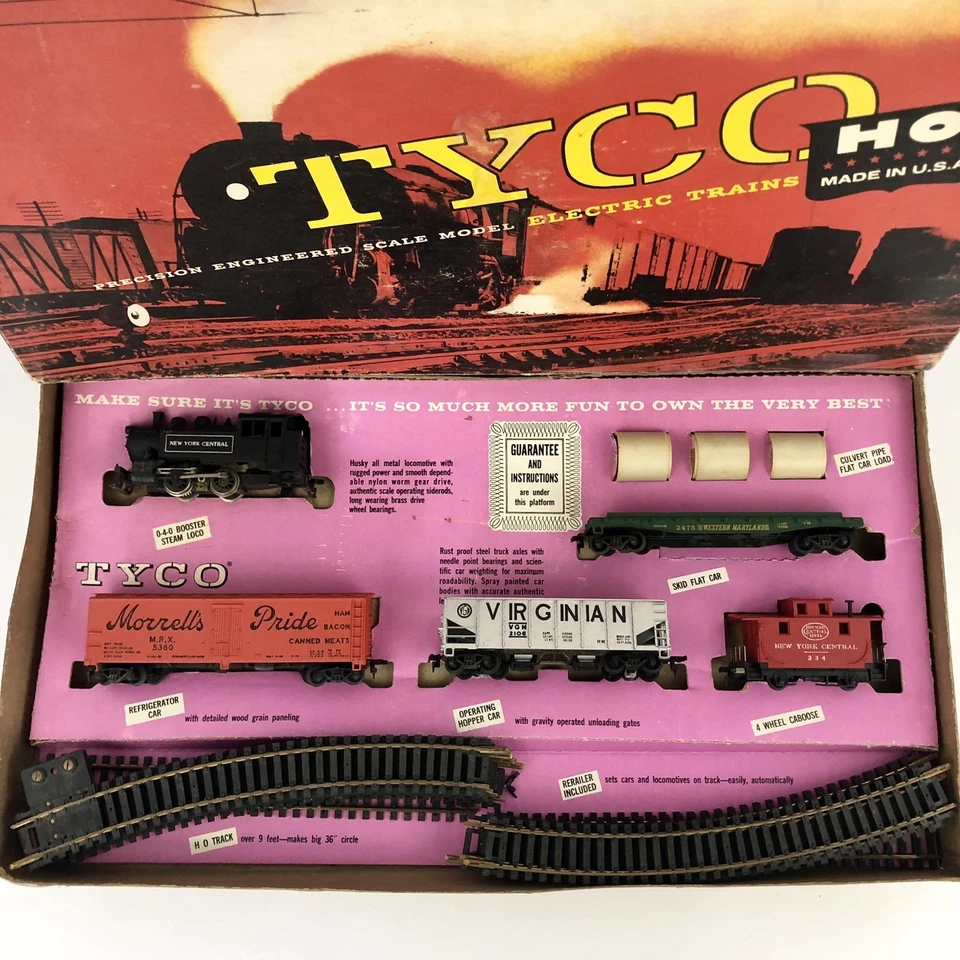 TYCO
HO
MADE IN U.S.A
PRECISION ENGINEERED SCALE MODEL ELECTRIC TRAINS
MAKE SURE IT'S TYCO ...IT'S SO MUCH MORE FUN TO OWN THE VERY BEST
NEW YORK CENTRAL
0-4-0 BOOSTER
STEAM LOCO
Husky all metal locomotive with
rugged power and smooth depend-
able nylon worm gear drive,
authentic scale operating siderods,
long wearing brass drive
wheel bearings.
GUARANTEE
AND
INSTRUCTIONS
are under
this platform
CULVERT PIPE
FLAT CAR LOAD
2475 WESTERN MARYLAND
SKID FLAT CAR
TYCO®
Rust proof steel truck axles with
needle point bearings and scien-
tific car weighting for maximum
roadability. Spray painted car
bodies with accurate authentic
Morrell's Pride
HAM
BACON
CANNED MEATS
M.R.X.
5380
REFRIGERATOR
CAR
with detailed wood grain paneling
VIRGINIAN
VGN
2106
OPERATING
HOPPER CAR
with gravity operated unloading gates
NEW YORK CENTRAL
334
4 WHEEL CABOOSE
RERAILER
INCLUDED
sets cars and locomotives on track—easily, automatically
H O TRACK
over 9 feet—makes big 36" circle